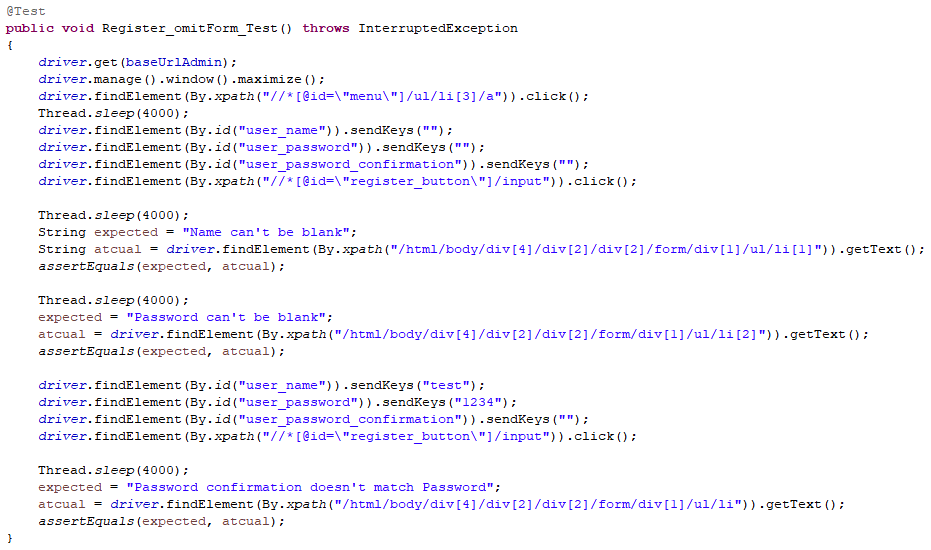 @Test
public void Register_omitForm_Test() throws InterruptedException
{
    driver.get(baseUrlAdmin);
    driver.manage().window().maximize();
    driver.findElement(By.xpath("//*[@id=\"menu\"]/ul/li[3]/a")).click();
    Thread.sleep(4000);
    driver.findElement(By.id("user_name")).sendKeys("");
    driver.findElement(By.id("user_password")).sendKeys("");
    driver.findElement(By.id("user_password_confirmation")).sendKeys("");
    driver.findElement(By.xpath("//*[@id=\"register_button\"]/input")).click();

    Thread.sleep(4000);
    String expected = "Name can't be blank";
    String atcual = driver.findElement(By.xpath("/html/body/div[4]/div[2]/div[2]/form/div[1]/ul/li[1]")).getText();
    assertEquals(expected, atcual);

    Thread.sleep(4000);
    expected = "Password can't be blank";
    atcual = driver.findElement(By.xpath("/html/body/div[4]/div[2]/div[2]/form/div[1]/ul/li[2]")).getText();
    assertEquals(expected, atcual);

    driver.findElement(By.id("user_name")).sendKeys("test");
    driver.findElement(By.id("user_password")).sendKeys("1234");
    driver.findElement(By.id("user_password_confirmation")).sendKeys("");
    driver.findElement(By.xpath("//*[@id=\"register_button\"]/input")).click();

    Thread.sleep(4000);
    expected = "Password confirmation doesn't match Password";
    atcual = driver.findElement(By.xpath("/html/body/div[4]/div[2]/div[2]/form/div[1]/ul/li")).getText();
    assertEquals(expected, atcual);
}